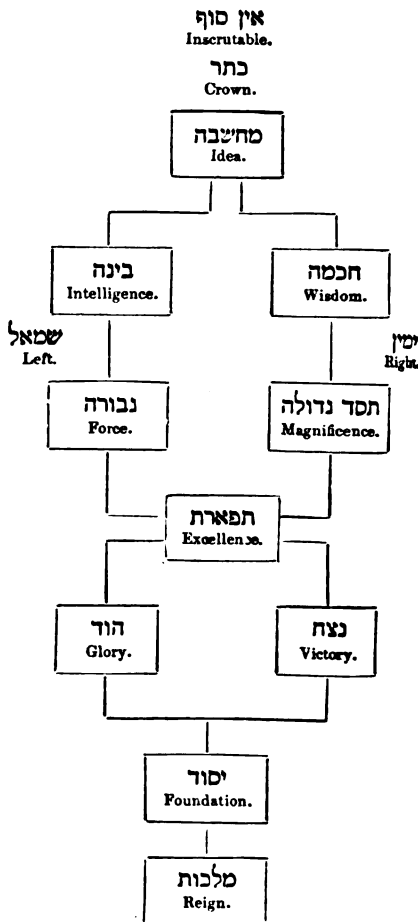 אין סוף
Inscrutable.
כתר
Crown.
מחשבה
Idea.
בינה
Intelligence.
חכמה
Wisdom.
שמאל
Left.
ימין
Right.
גבורה
Force.
תסד גדולה
Magnificence.
תפארת
Excellence.
הוד
Glory.
נצח
Victory.
יסוד
Foundation.
מלכות
Reign.